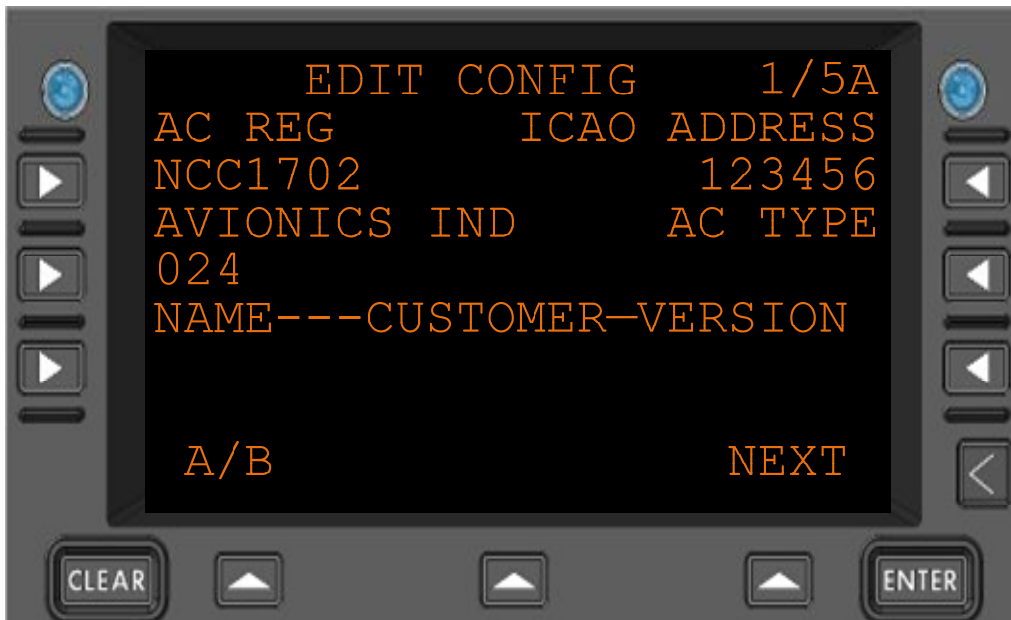 EDIT CONFIG 1/5A
AC REG ICAO ADDRESS
NCC1702 123456
AVIONICS IND AC TYPE
024
NAME---CUSTOMER—VERSION
A/B NEXT
CLEAR ENTER